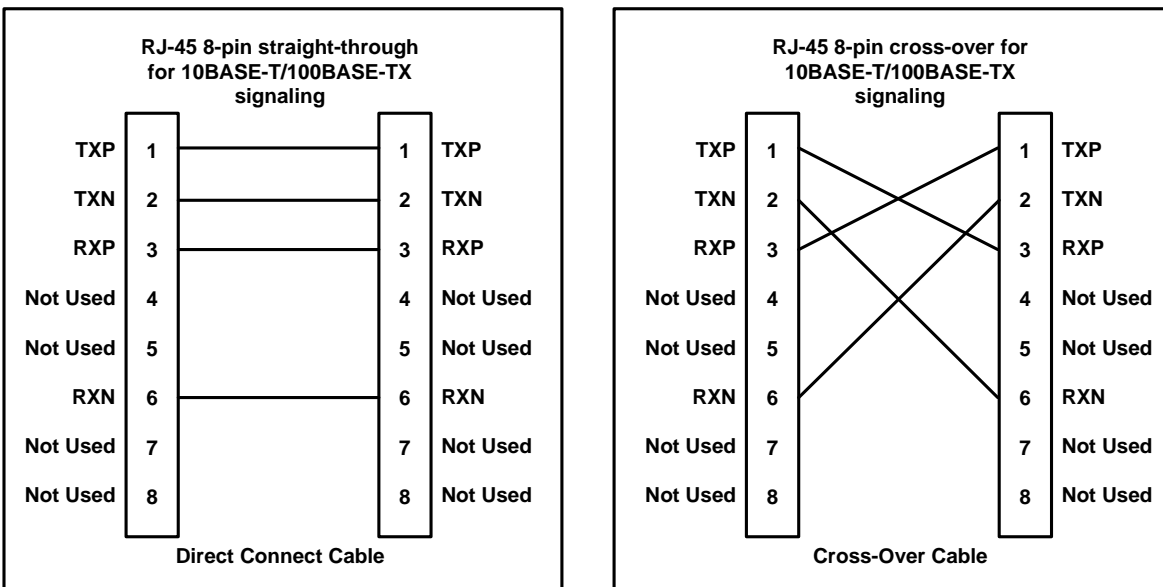 RJ-45 8-pin straight-through
for 10BASE-T/100BASE-TX
signaling
TXP 1 1 TXP
TXN 2 2 TXN
RXP 3 3 RXP
Not Used 4 4 Not Used
Not Used 5 5 Not Used
RXN 6 6 RXN
Not Used 7 7 Not Used
Not Used 8 8 Not Used
Direct Connect Cable
RJ-45 8-pin cross-over for
10BASE-T/100BASE-TX
signaling
TXP 1 1 TXP
TXN 2 2 TXN
RXP 3 3 RXP
Not Used 4 4 Not Used
Not Used 5 5 Not Used
RXN 6 6 RXN
Not Used 7 7 Not Used
Not Used 8 8 Not Used
Cross-Over Cable